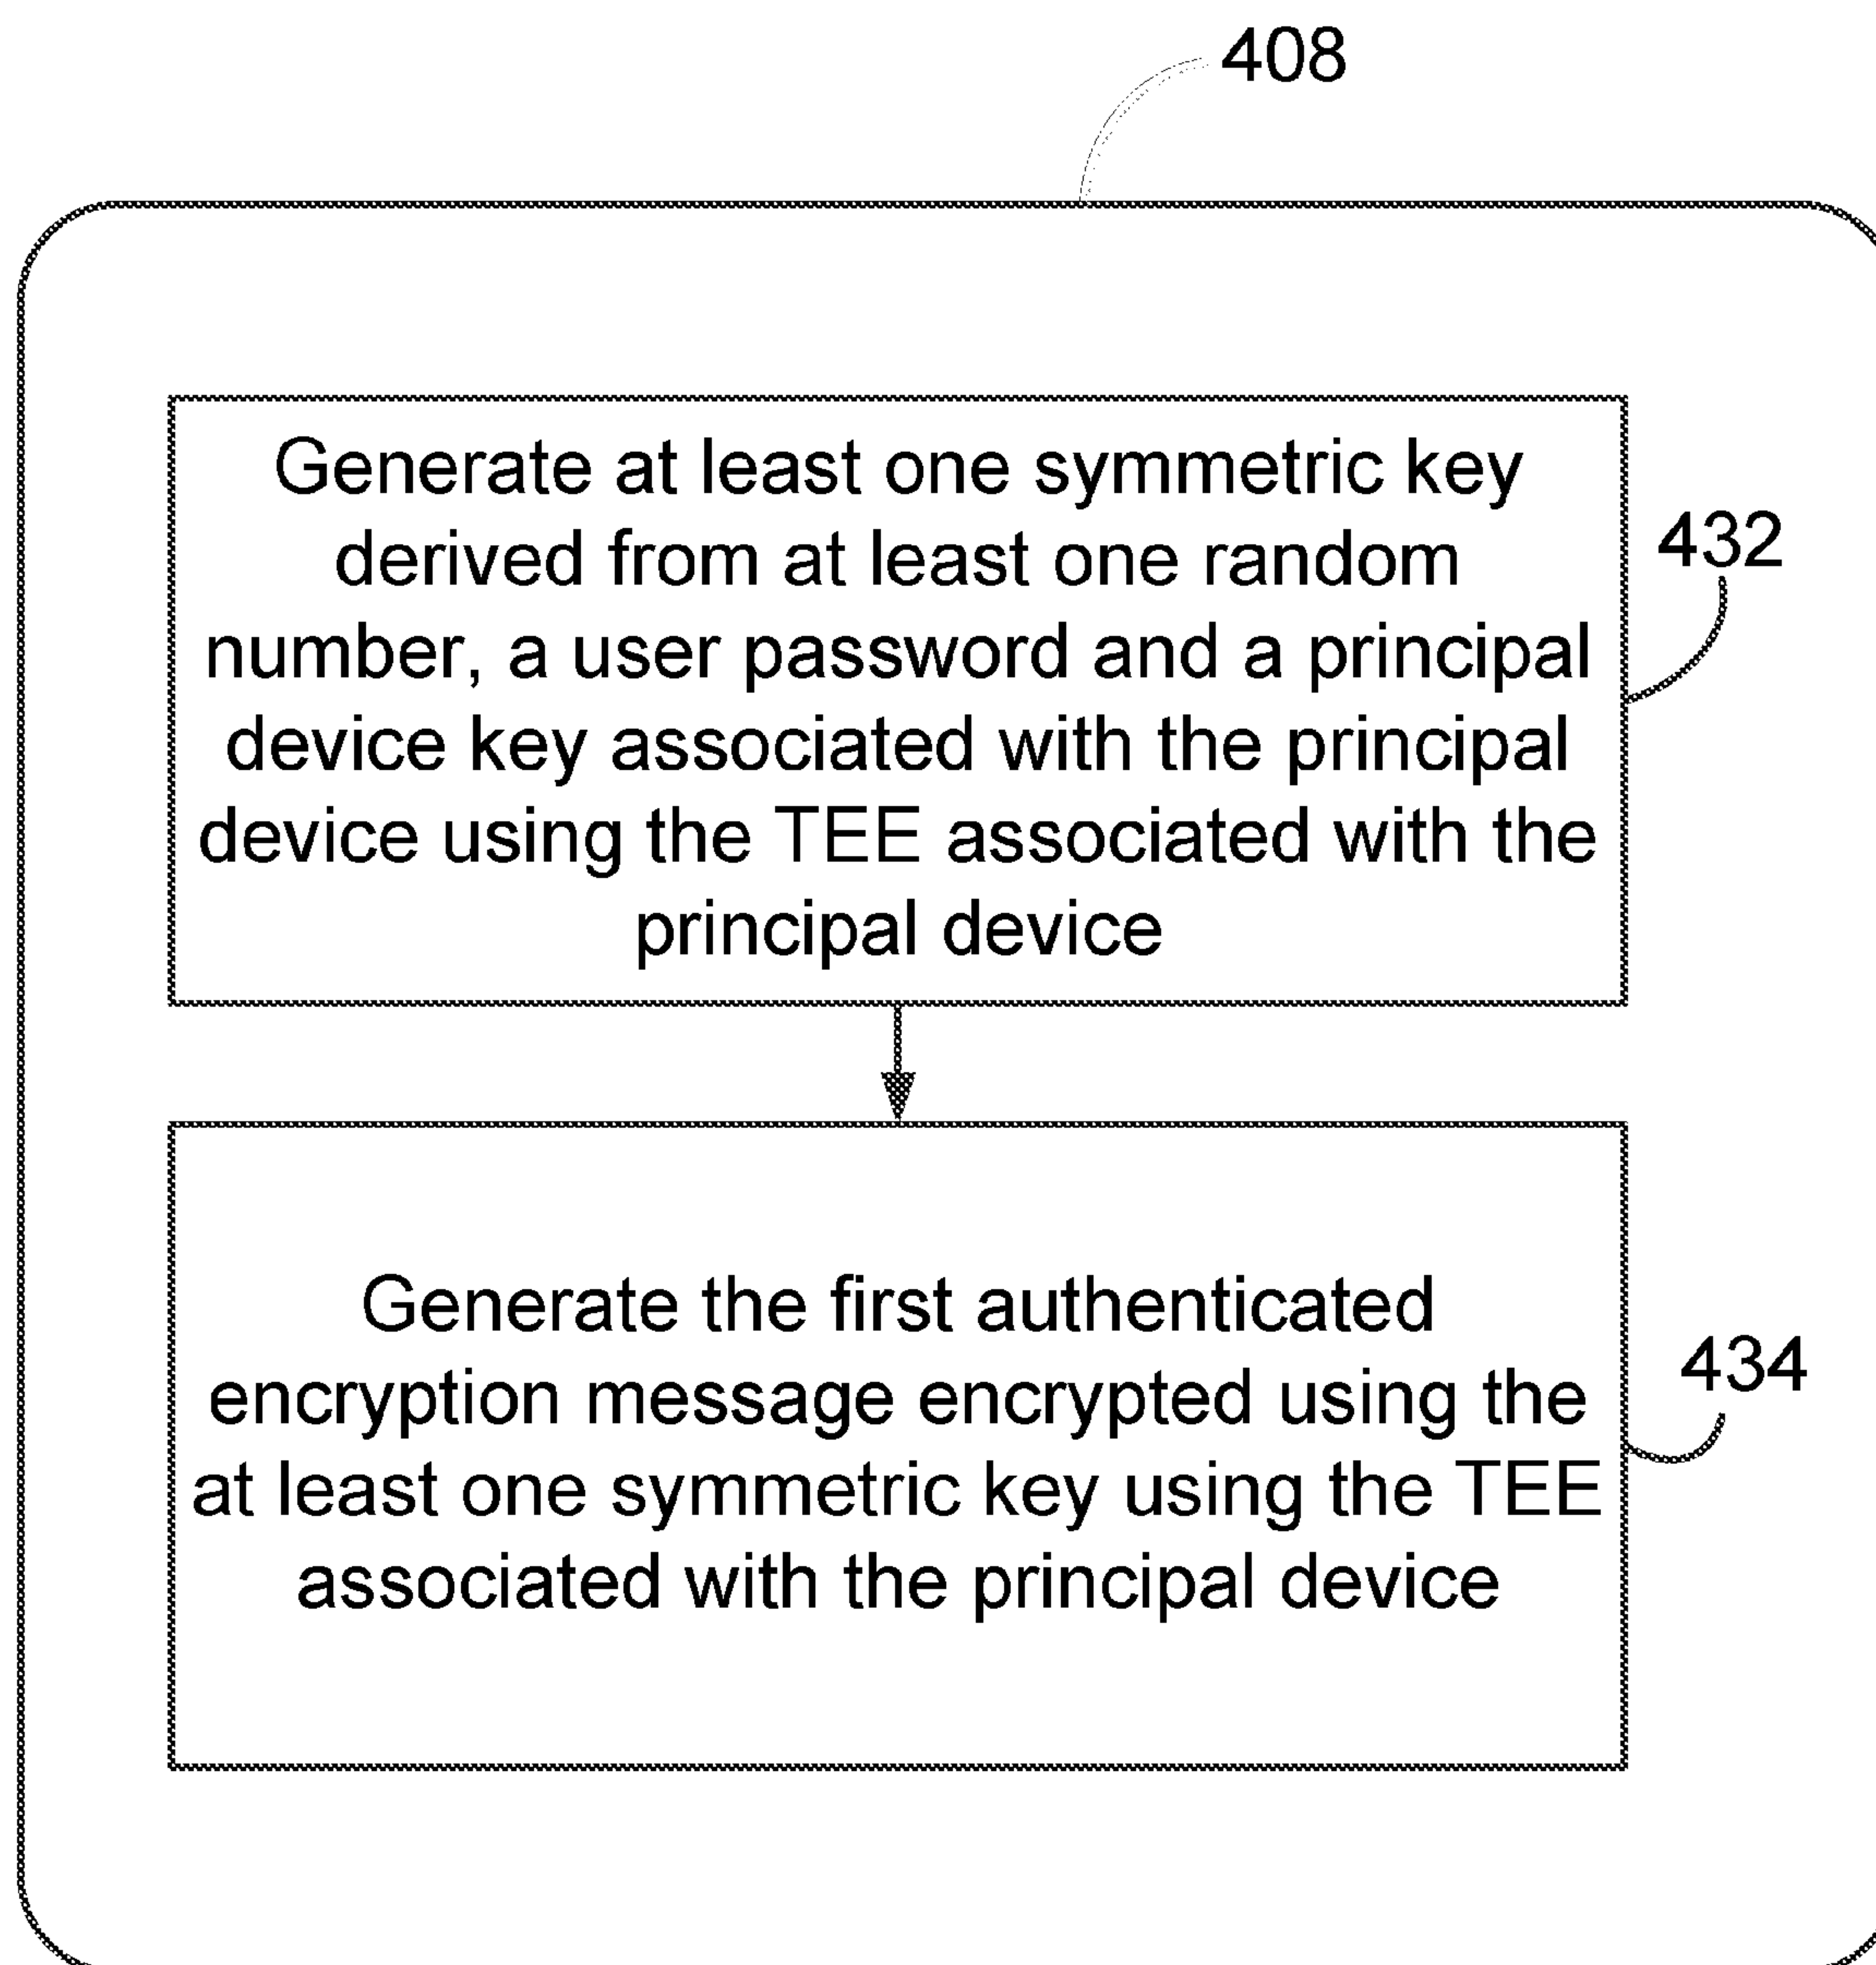 408
Generate at least one symmetric key
derived from at least one random
number, a user password and a principal
device key associated with the principal
device using the TEE associated with the
principal device
432
Generate the first authenticated
encryption message encrypted using the
at least one symmetric key using the TEE
associated with the principal device
434